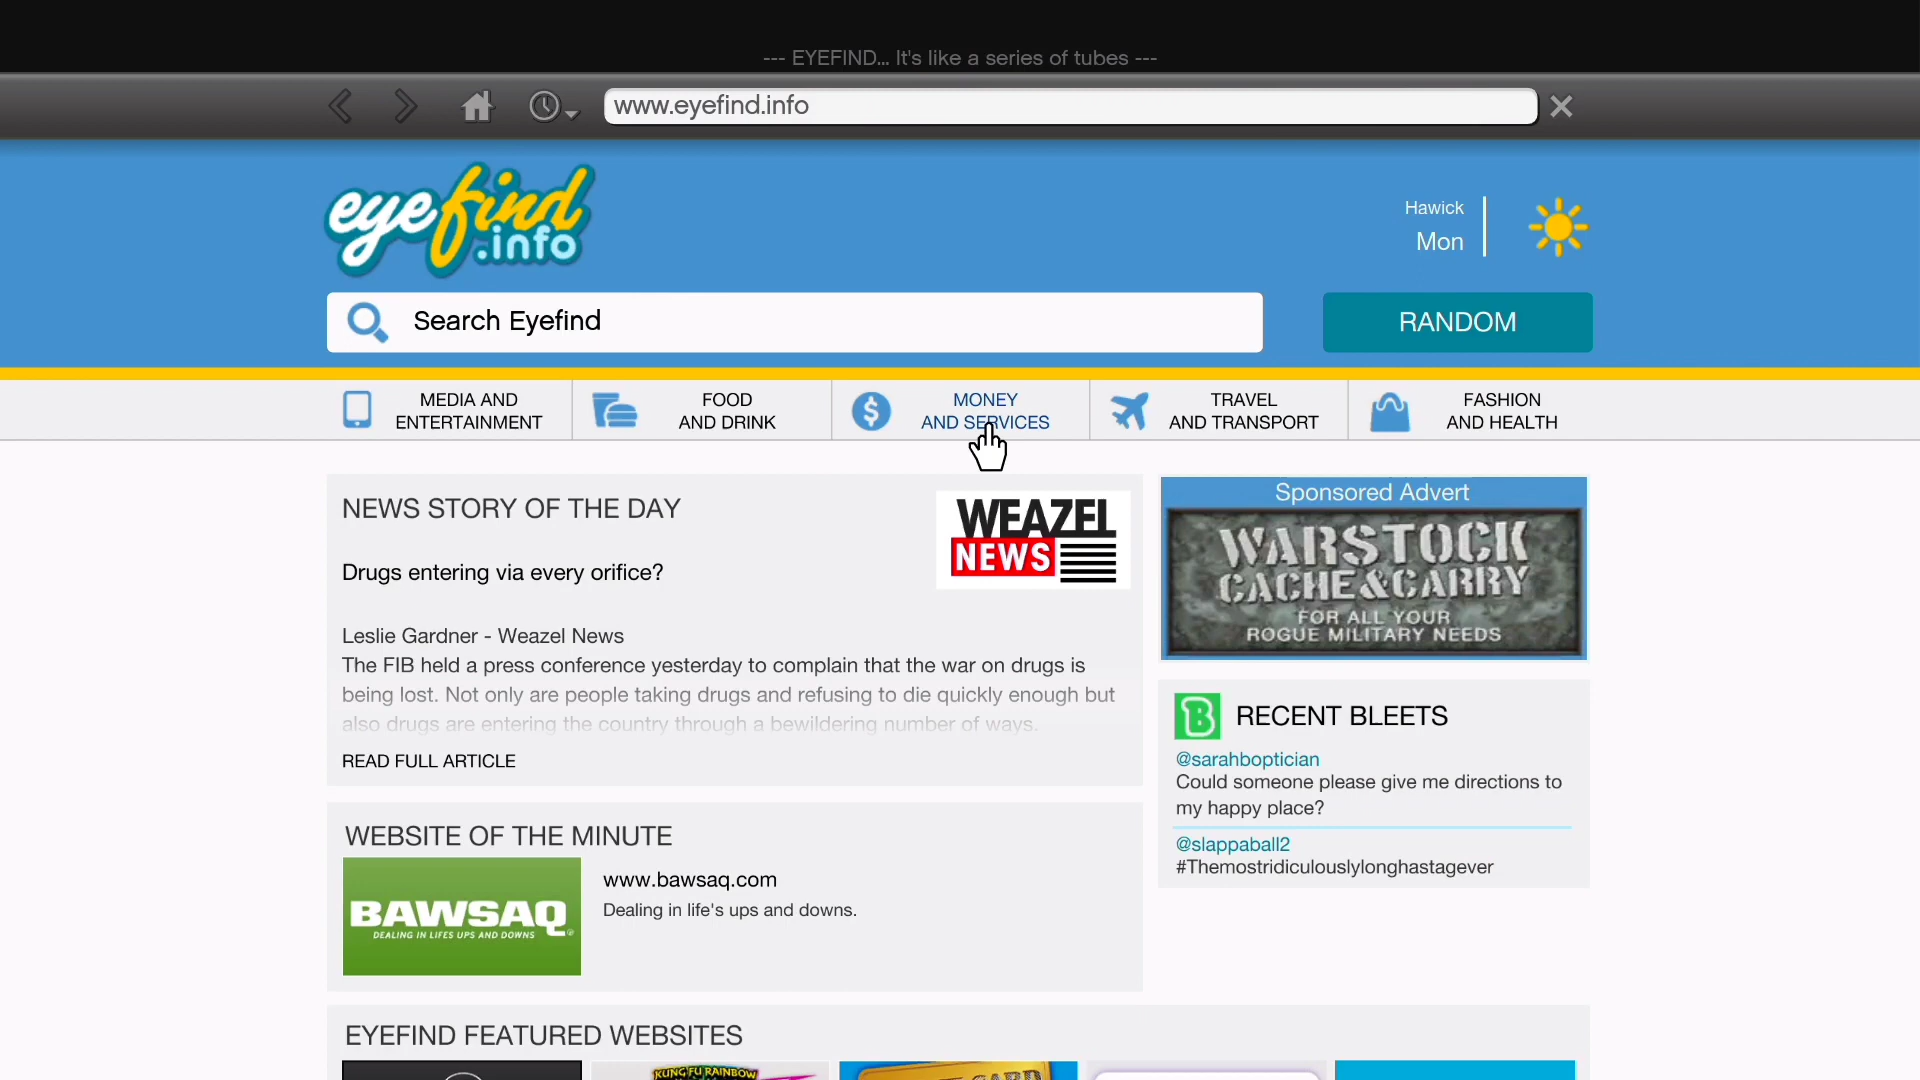 --- EYEFIND... It's like a series of tubes ---
www.eyefind.info
eyefind
.info
Hawick
Mon
Search Eyefind
RANDOM
MEDIA AND
ENTERTAINMENT
FOOD
AND DRINK
MONEY
AND SERVICES
TRAVEL
AND TRANSPORT
FASHION
AND HEALTH
NEWS STORY OF THE DAY
WEAZEL
NEWS
Drugs entering via every orifice?
Leslie Gardner - Weazel News
The FIB held a press conference yesterday to complain that the war on drugs is
being lost. Not only are people taking drugs and refusing to die quickly enough but
also drugs are entering the country through a bewildering number of ways.
READ FULL ARTICLE
Sponsored Advert
WARSTOCK
CACHE&CARRY
FOR ALL YOUR
ROGUE MILITARY NEEDS
RECENT BLEETS
@sarahboptician
Could someone please give me directions to
my happy place?
@slappaball2
#Themostridiculouslylonghastagever
WEBSITE OF THE MINUTE
BAWSAQ
DEALING IN LIFES UPS AND DOWNS
www.bawsaq.com
Dealing in life's ups and downs.
EYEFIND FEATURED WEBSITES
KUNG FU RAINBOW
CARD